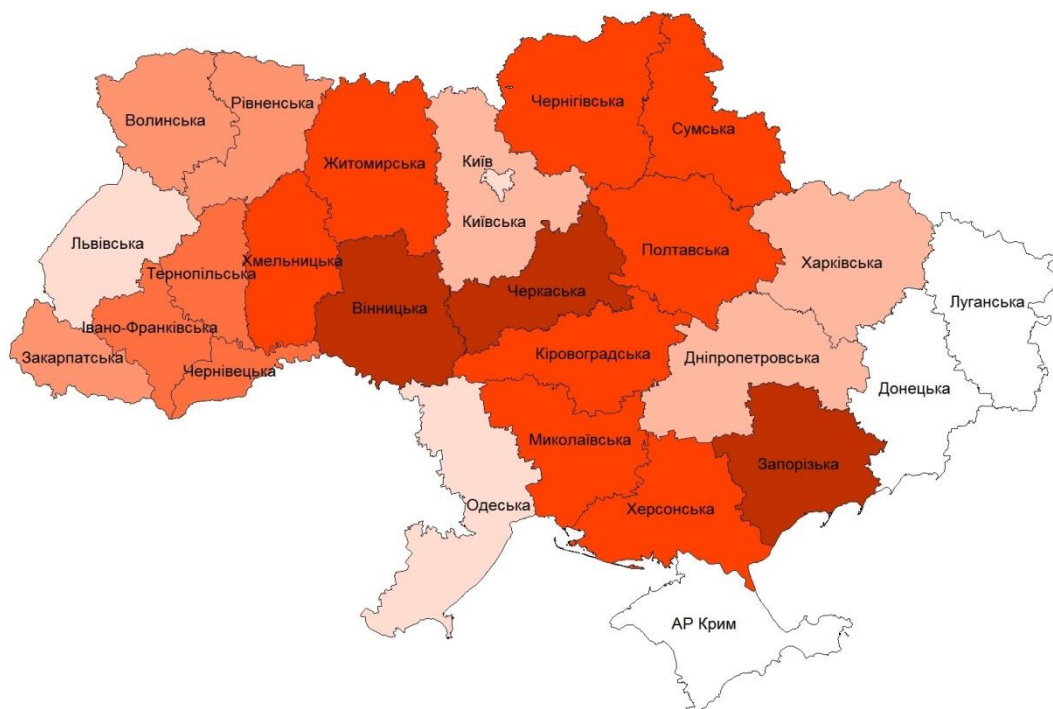 Чернігівська
Сумська
Рівненська
Волинська
Житомирська
Київ
Київська
Львівська
Тернопільська
Хмельницька
Полтавська
Харківська
Вінницька
Черкаська
Луганська
Івано-Франківська
Закарпатська
Чернівецька
Кіровоградська
Дніпропетровська
Донецька
Миколаївська
Запорізька
Одеська
Херсонська
АР Крим